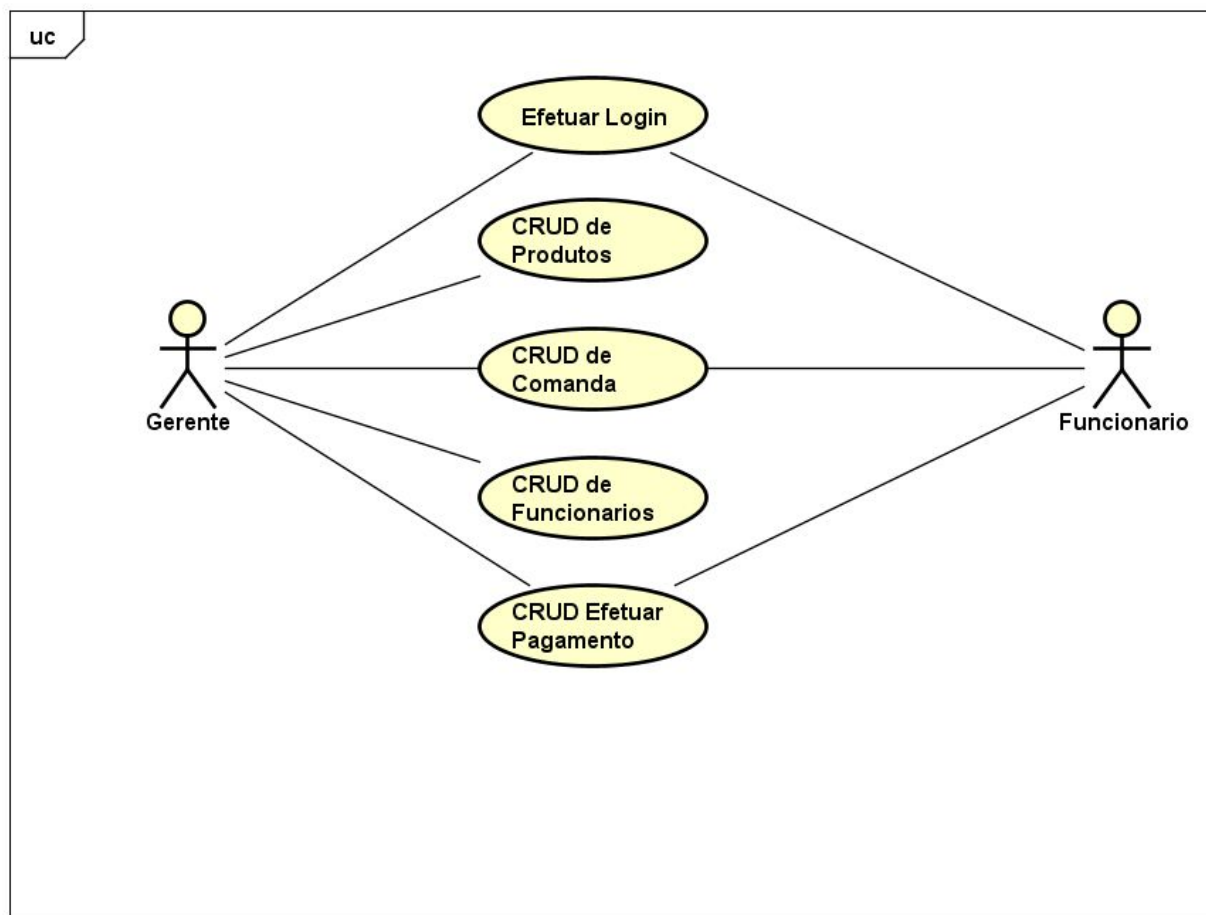 uc
Efetuar Login
CRUD de
Produtos
CRUD de
Comanda
Gerente
Funcionario
CRUD de
Funcionarios
CRUD Efetuar
Pagamento